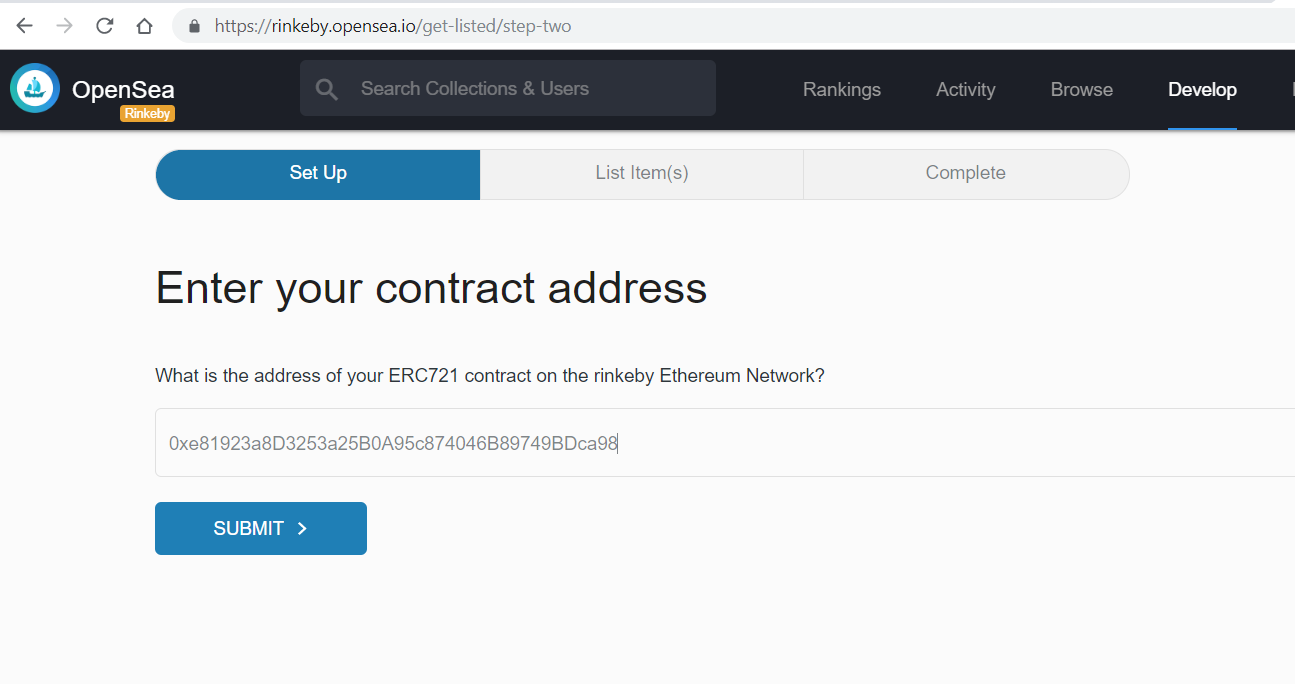 https://rinkeby.opensea.io/get-listed/step-two
OpenSea
Rinkeby
Search Collections & Users
Rankings
Activity
Browse
Develop
Set Up
List Item(s)
Complete
Enter your contract address
What is the address of your ERC721 contract on the rinkeby Ethereum Network?
0xe81923a8D3253a25B0A95c874046B89749BDca98
SUBMIT